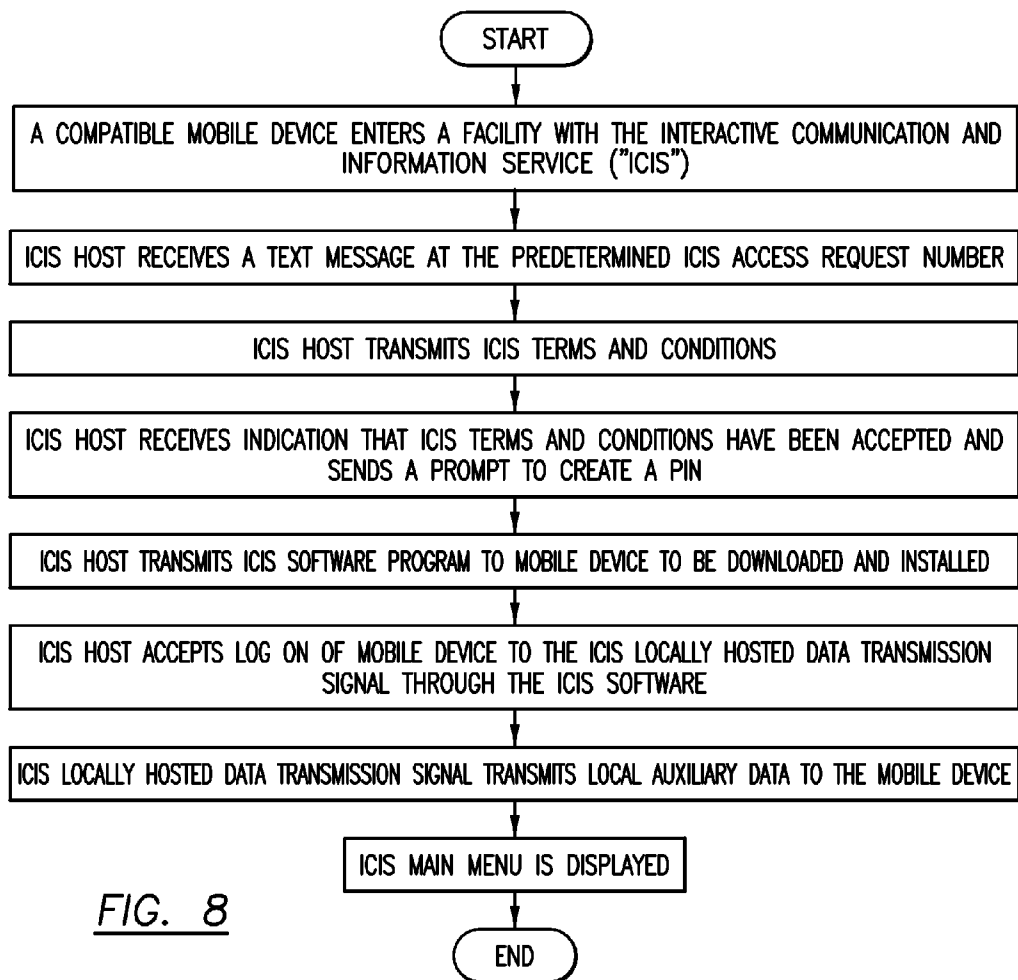 START
A COMPATIBLE MOBILE DEVICE ENTERS A FACILITY WITH THE INTERACTIVE COMMUNICATION AND
INFORMATION SERVICE ("ICIS")
ICIS HOST RECEIVES A TEXT MESSAGE AT THE PREDETERMINED ICIS ACCESS REQUEST NUMBER
ICIS HOST TRANSMITS ICIS TERMS AND CONDITIONS
ICIS HOST RECEIVES INDICATION THAT ICIS TERMS AND CONDITIONS HAVE BEEN ACCEPTED AND
SENDS A PROMPT TO CREATE A PIN
ICIS HOST TRANSMITS ICIS SOFTWARE PROGRAM TO MOBILE DEVICE TO BE DOWNLOADED AND INSTALLED
ICIS HOST ACCEPTS LOG ON OF MOBILE DEVICE TO THE ICIS LOCALLY HOSTED DATA TRANSMISSION
SIGNAL THROUGH THE ICIS SOFTWARE
ICIS LOCALLY HOSTED DATA TRANSMISSION SIGNAL TRANSMITS LOCAL AUXILIARY DATA TO THE MOBILE DEVICE
ICIS MAIN MENU IS DISPLAYED
END
FIG. 8